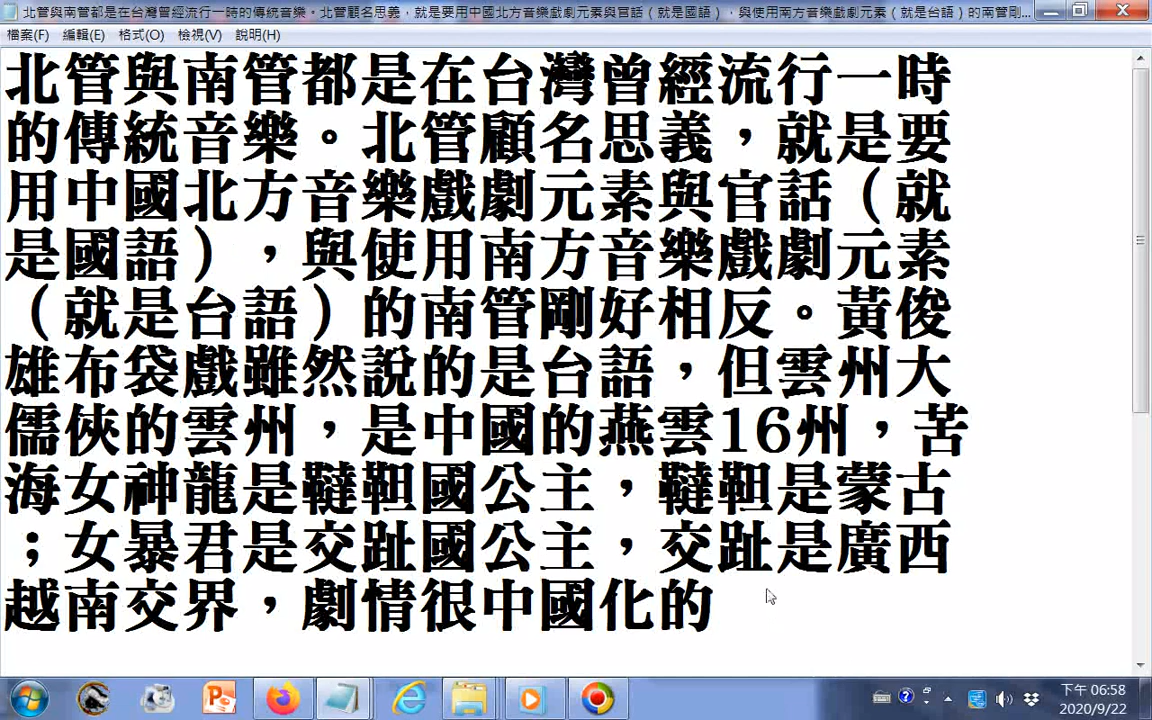 北管與南管都是在台灣曾經流行一時的傳統音樂。北管顧名思義，就是要用中國北方音樂戲劇元素與官話（就是國語），與使用南方音樂戲劇元素（就是台語）的南管剛...
檔案(F) 編輯(E) 格式(O) 檢視(V) 說明(H)
北管與南管都是在台灣曾經流行一時
的傳統音樂。北管顧名思義，就是要
用中國北方音樂戲劇元素與官話（就
是國語），與使用南方音樂戲劇元素
（就是台語）的南管剛好相反。黃俊
雄布袋戲雖然說的是台語，但雲州大
儒俠的雲州，是中國的燕雲16州，苦
海女神龍是韃靼國公主，韃靼是蒙古
；女暴君是交趾國公主，交趾是廣西
越南交界，劇情很中國化的
下午 06:58
2020/9/22